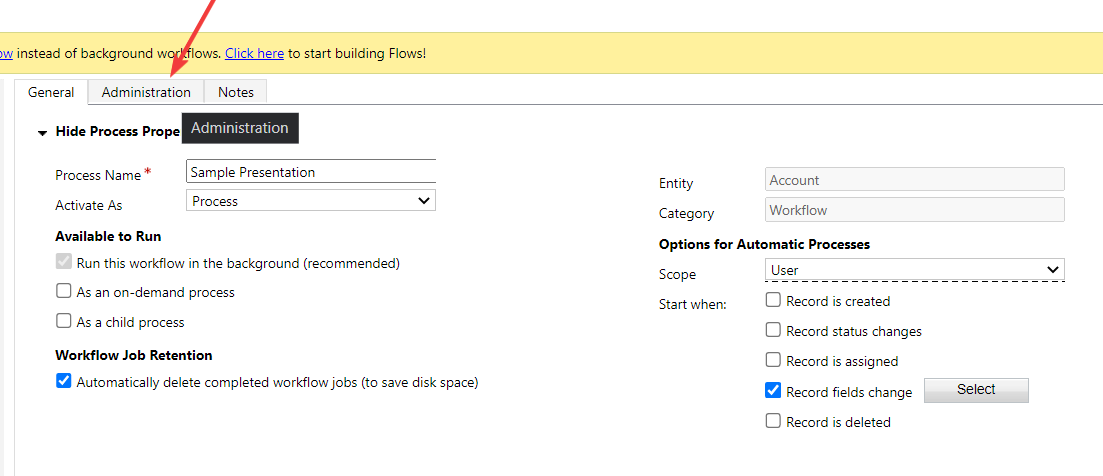 ow instead of background workflows. Click here to start building Flows!
General
Administration
Notes
Hide Process Prope
Administration
Process Name*
Sample Presentation
Activate As
Process
Available to Run
Run this workflow in the background (recommended)
As an on-demand process
As a child process
Workflow Job Retention
Automatically delete completed workflow jobs (to save disk space)
Entity
Account
Category
Workflow
Options for Automatic Processes
Scope
User
Start when:
Record is created
Record status changes
Record is assigned
Record fields change
Select
Record is deleted